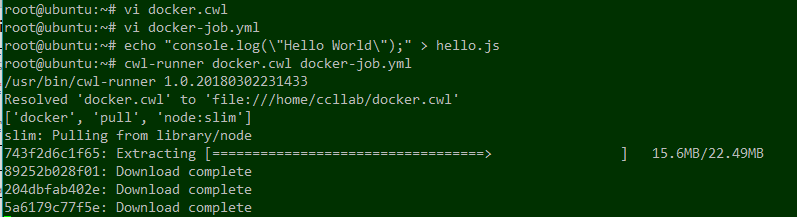 root@ubuntu:~# vi docker.cwl
root@ubuntu:~# vi docker-job.yml
root@ubuntu:~# echo "console.log(\"Hello World\");" > hello.js
root@ubuntu:~# cwl-runner docker.cwl docker-job.yml
/usr/bin/cwl-runner 1.0.20180302231433
Resolved 'docker.cwl' to 'file:///home/ccllab/docker.cwl'
['docker', 'pull', 'node:slim']
slim: Pulling from library/node
743f2d6c1f65: Extracting [==================================>                ]   15.6MB/22.49MB
89252b028f01: Download complete
204dbfab402e: Download complete
5a6179c77f5e: Download complete